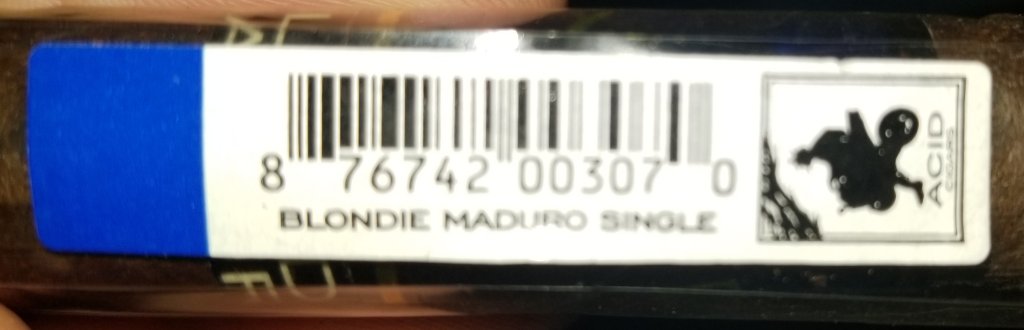 8 76742 00307 0
BLONDIE MADURO SINGLE
ACID
CIGARS